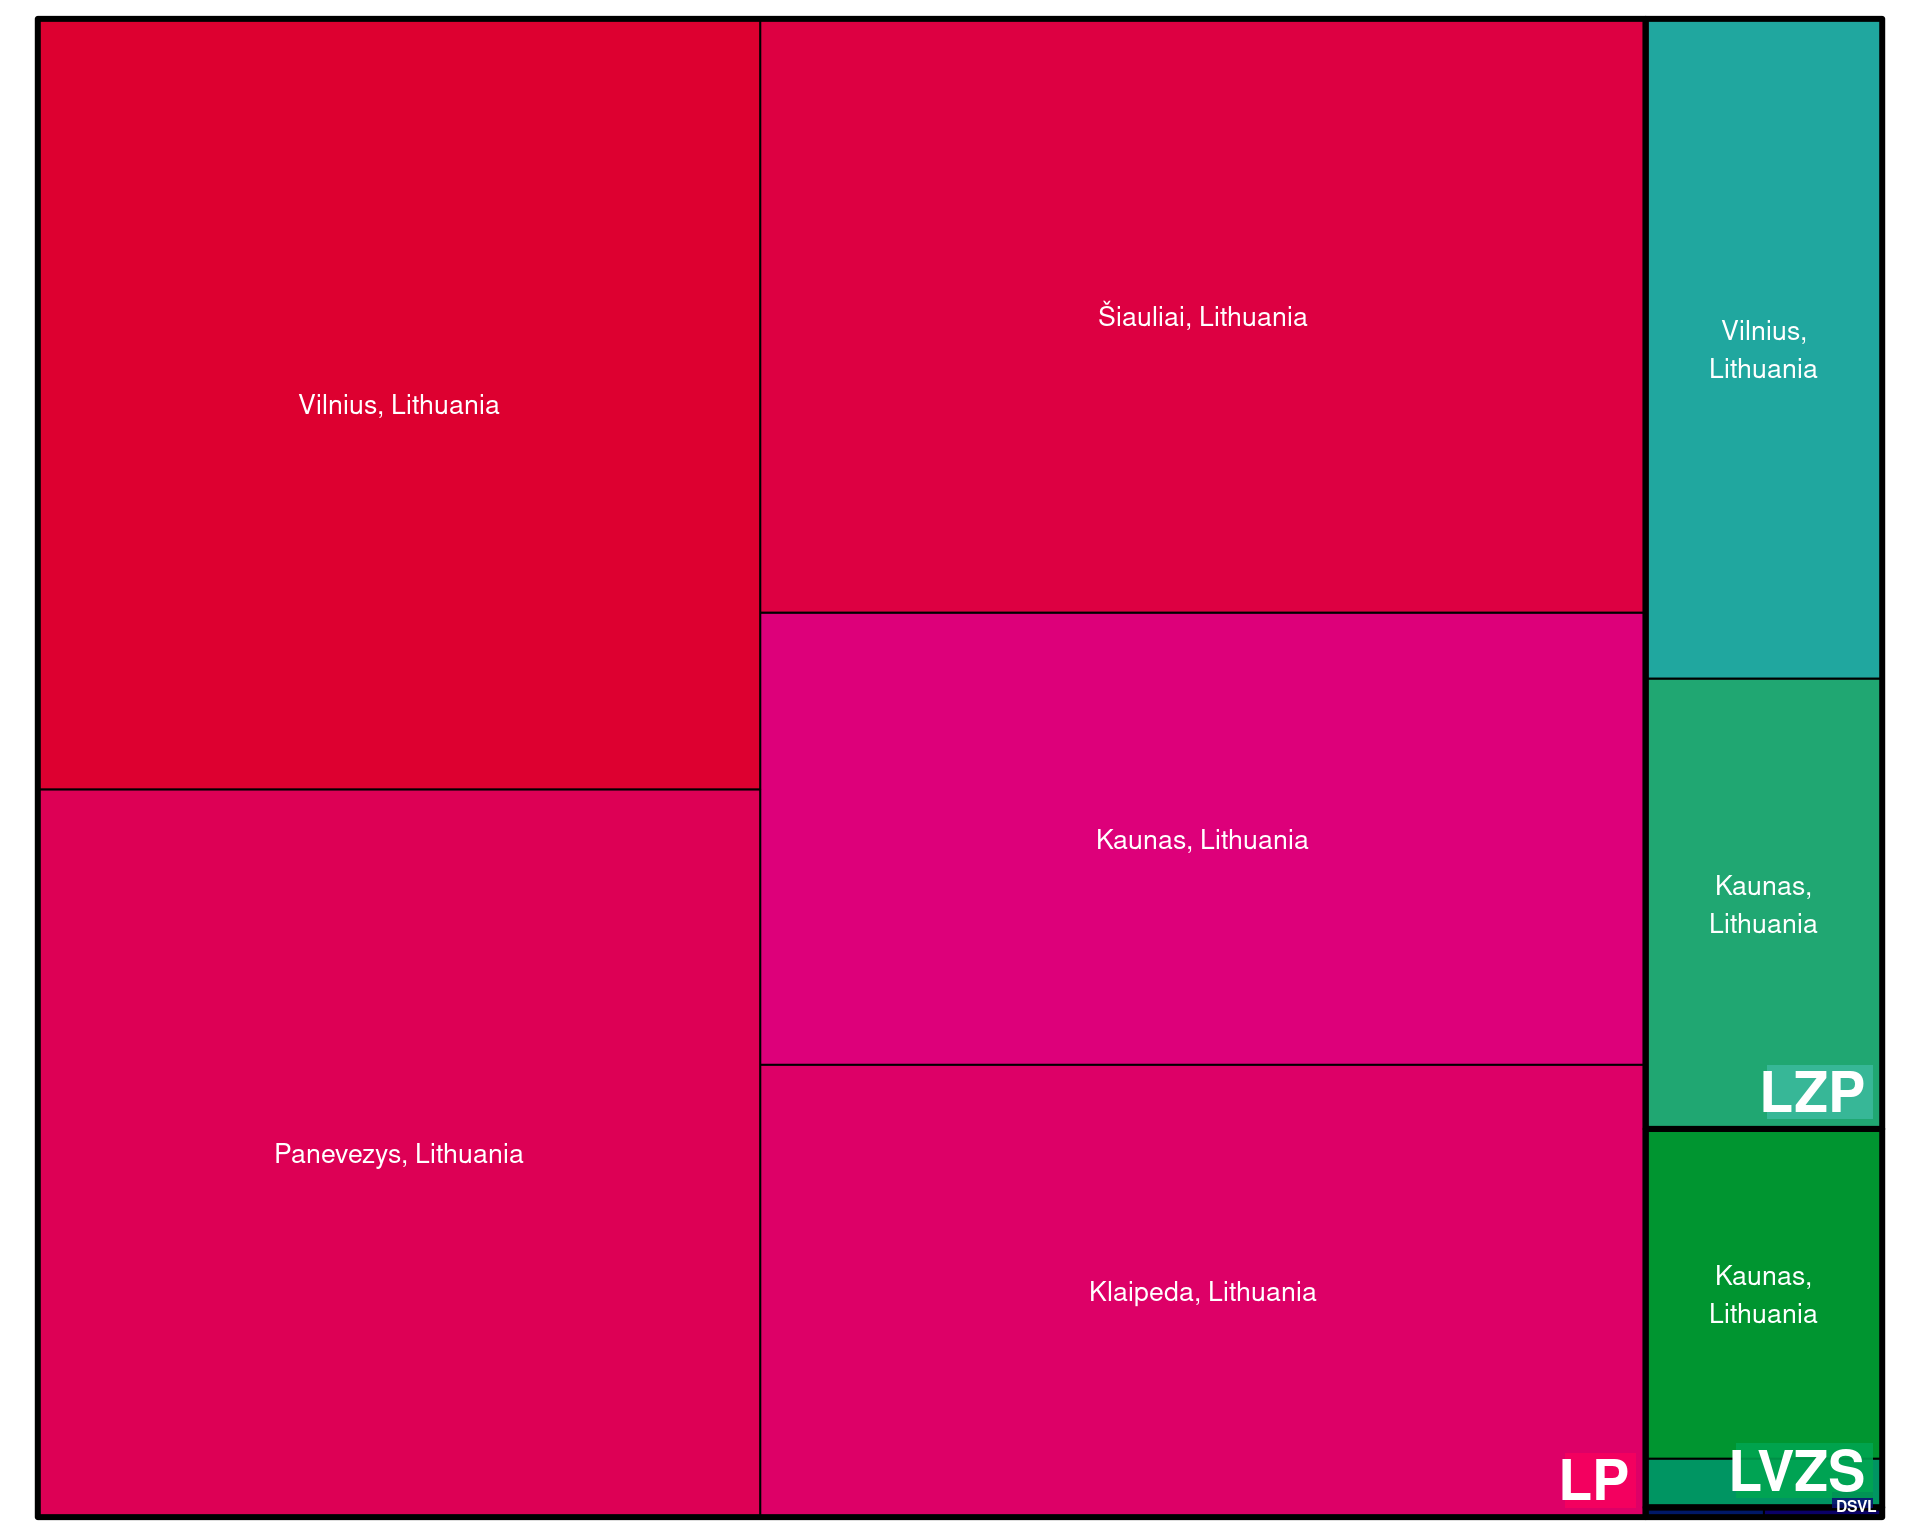 Vilnius, Lithuania
Panevezys, Lithuania
Šiauliai, Lithuania
Kaunas, Lithuania
Klaipeda, Lithuania
LP
Vilnius,
Lithuania
Kaunas,
Lithuania
LZP
Kaunas,
Lithuania
LVZS
DSVL